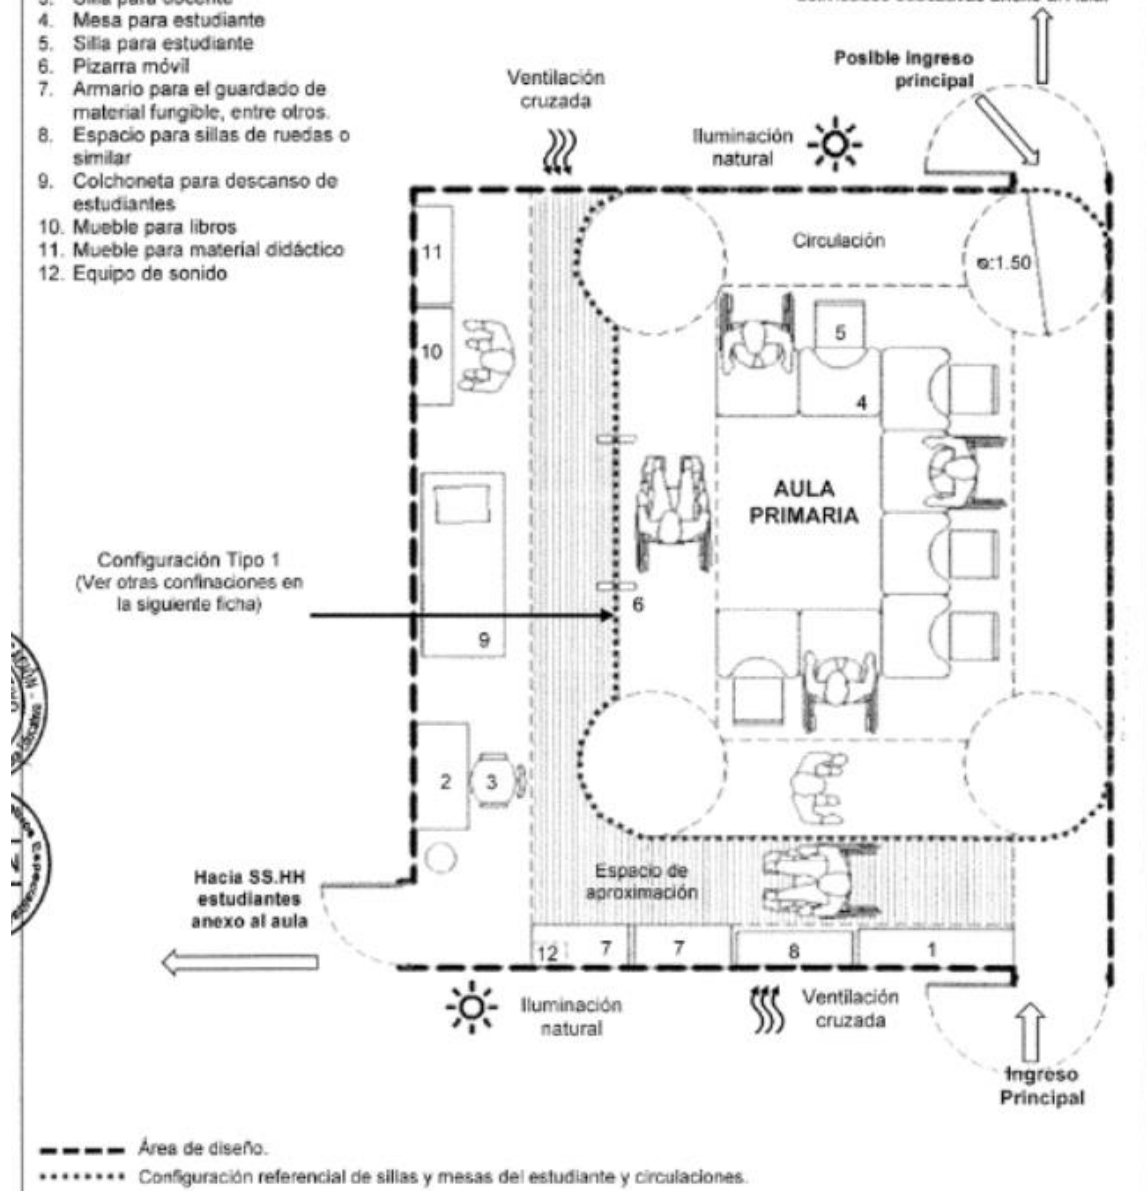 3. Silla para docente
4. Mesa para estudiante
5. Silla para estudiante
6. Pizarra móvil
7. Armario para el guardado de
material fungible, entre otros.
8. Espacio para sillas de ruedas o
similar
9. Colchoneta para descanso de
estudiantes
10. Mueble para libros
11. Mueble para material didáctico
12. Equipo de sonido
Posible ingreso
principal
Ventilación
cruzada
Iluminación
natural
Circulación
ø:1.50
11
10
5
4
AULA
PRIMARIA
Configuración Tipo 1
(Ver otras confinaciones en
la siguiente ficha)
6
9
2
3
Hacia SS.HH
estudiantes
anexo al aula
Espacio de
aproximación
12
7
7
8
1
Iluminación
natural
Ventilación
cruzada
Ingreso
Principal
Área de diseño.
Configuración referencial de sillas y mesas del estudiante y circulaciones.